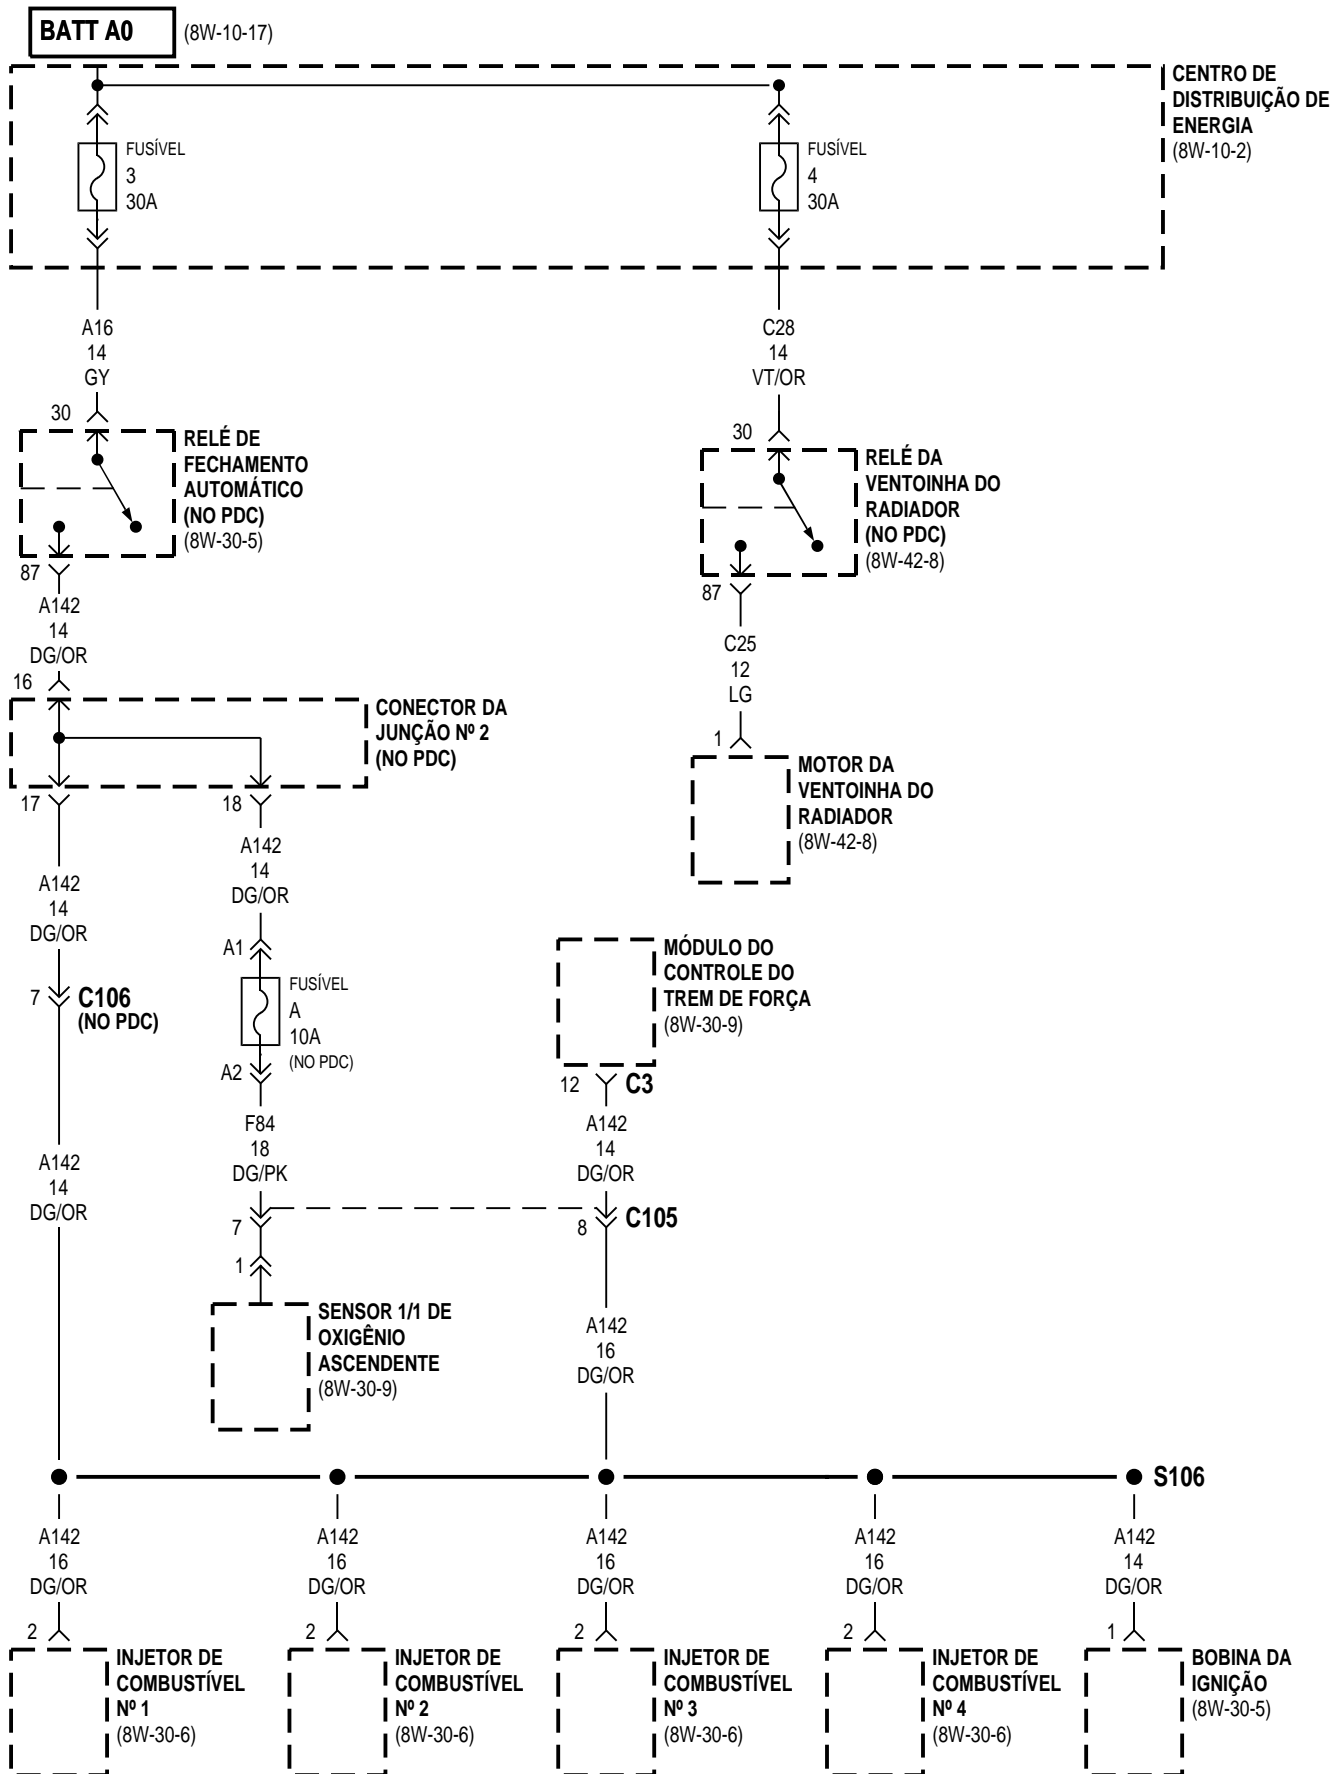 BATT A0
(8W-10-17)
CENTRO DE
DISTRIBUIÇÃO DE
ENERGIA
(8W-10-2)
FUSÍVEL
3
30A
FUSÍVEL
4
30A
A16
14
GY
C28
14
VT/OR
30
RELÉ DE
FECHAMENTO
AUTOMÁTICO
(NO PDC)
(8W-30-5)
87
30
RELÉ DA
VENTOINHA DO
RADIADOR
(NO PDC)
(8W-42-8)
87
A142
14
DG/OR
16
C25
12
LG
1
CONECTOR DA
JUNÇÃO Nº 2
(NO PDC)
17
18
MOTOR DA
VENTOINHA DO
RADIADOR
(8W-42-8)
A142
14
DG/OR
A142
14
DG/OR
A1
FUSÍVEL
A
10A
(NO PDC)
A2
7
C106
(NO PDC)
MÓDULO DO
CONTROLE DO
TREM DE FORÇA
(8W-30-9)
12
C3
F84
18
DG/PK
A142
14
DG/OR
A142
14
DG/OR
7
8
C105
1
SENSOR 1/1 DE
OXIGÊNIO
ASCENDENTE
(8W-30-9)
A142
16
DG/OR
S106
A142
16
DG/OR
A142
16
DG/OR
A142
16
DG/OR
A142
16
DG/OR
A142
14
DG/OR
2
INJETOR DE
COMBUSTÍVEL
Nº 1
(8W-30-6)
2
INJETOR DE
COMBUSTÍVEL
Nº 2
(8W-30-6)
2
INJETOR DE
COMBUSTÍVEL
Nº 3
(8W-30-6)
2
INJETOR DE
COMBUSTÍVEL
Nº 4
(8W-30-6)
1
BOBINA DA
IGNIÇÃO
(8W-30-5)